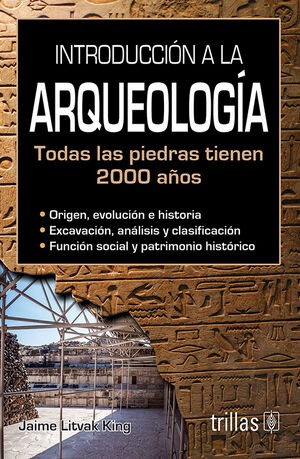 INTRODUCCIÓN A LA
ARQUEOLOGÍA
Todas las piedras tienen
2000 años
• Origen, evolución e historia
• Excavación, análisis y clasificación
• Función social y patrimonio histórico
Jaime Litvak King
trillas